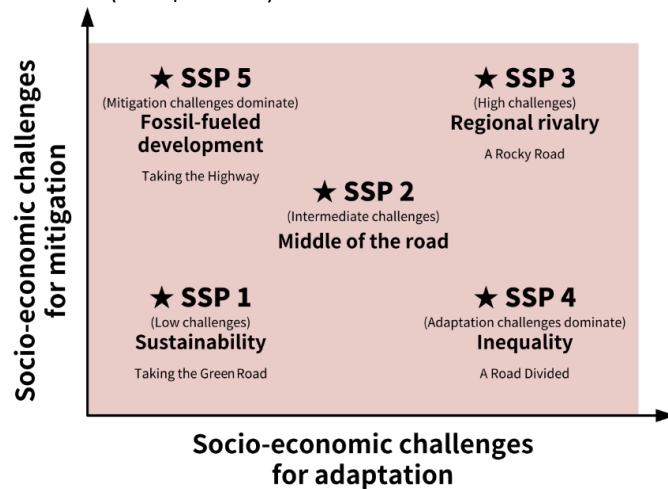 Socio-economic challenges
for mitigation
★ SSP 5
(Mitigation challenges dominate)
Fossil-fueled
development
Taking the Highway
★ SSP 3
(High challenges)
Regional rivalry
A Rocky Road
★ SSP 2
(Intermediate challenges)
Middle of the road
★ SSP 1
(Low challenges)
Sustainability
Taking the Green Road
★ SSP 4
(Adaptation challenges dominate)
Inequality
A Road Divided
Socio-economic challenges
for adaptation